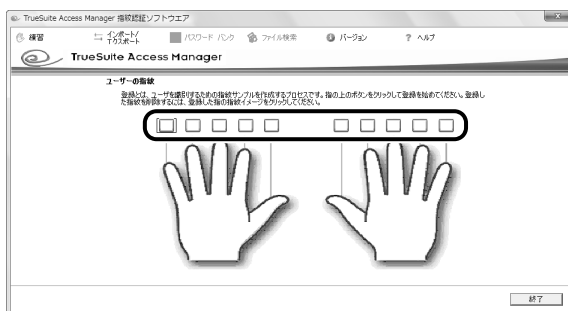 TrueSuite Access Manager 指紋認証ソフトウエア
練習
インポート/
エクスポート
パスワード バンク
ファイル検索
バージョン
? ヘルプ
TrueSuite Access Manager
ユーザーの指紋
登録とは、ユーザを識別するための指紋サンプルを作成するプロセスです。指の上のボタンをクリックして登録を始めてください。登録し
た指紋を削除するには、登録した指の指紋イメージをクリックしてください。
終了